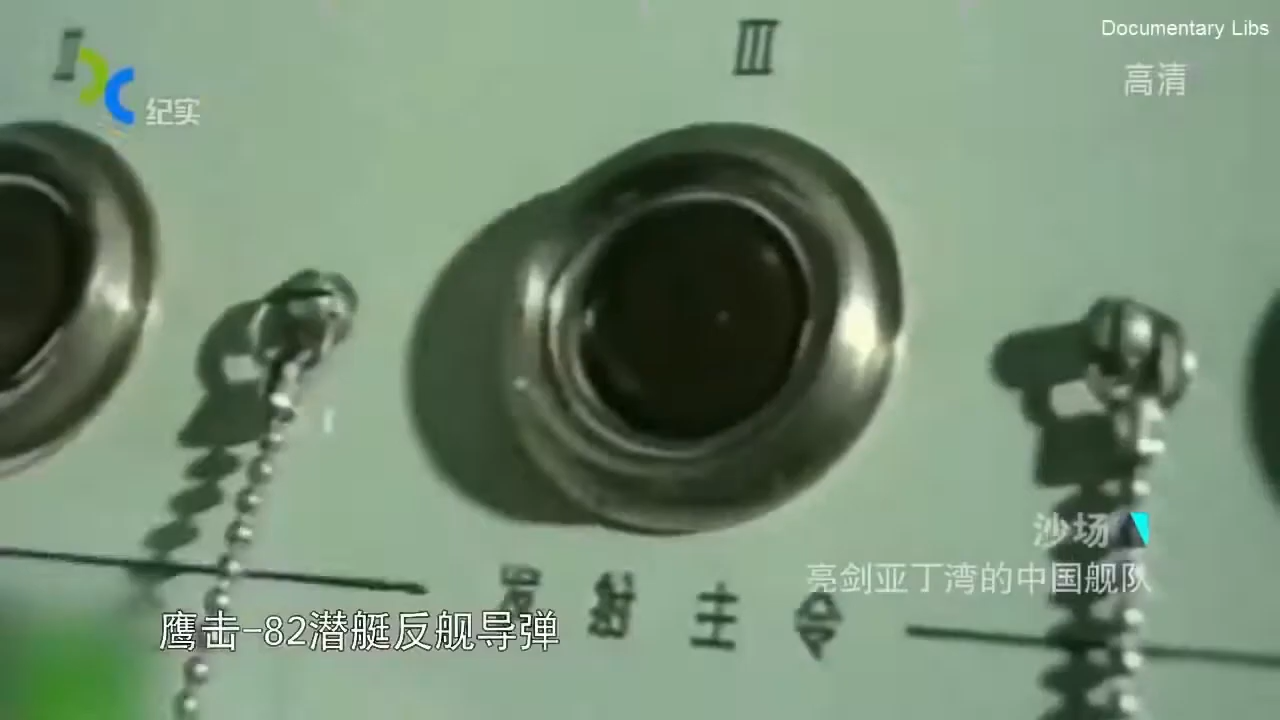 Documentary Libs
III
I
纪实
高清
沙场
亮剑亚丁湾的中国舰队
发射主令
鹰击-82潜艇反舰导弹